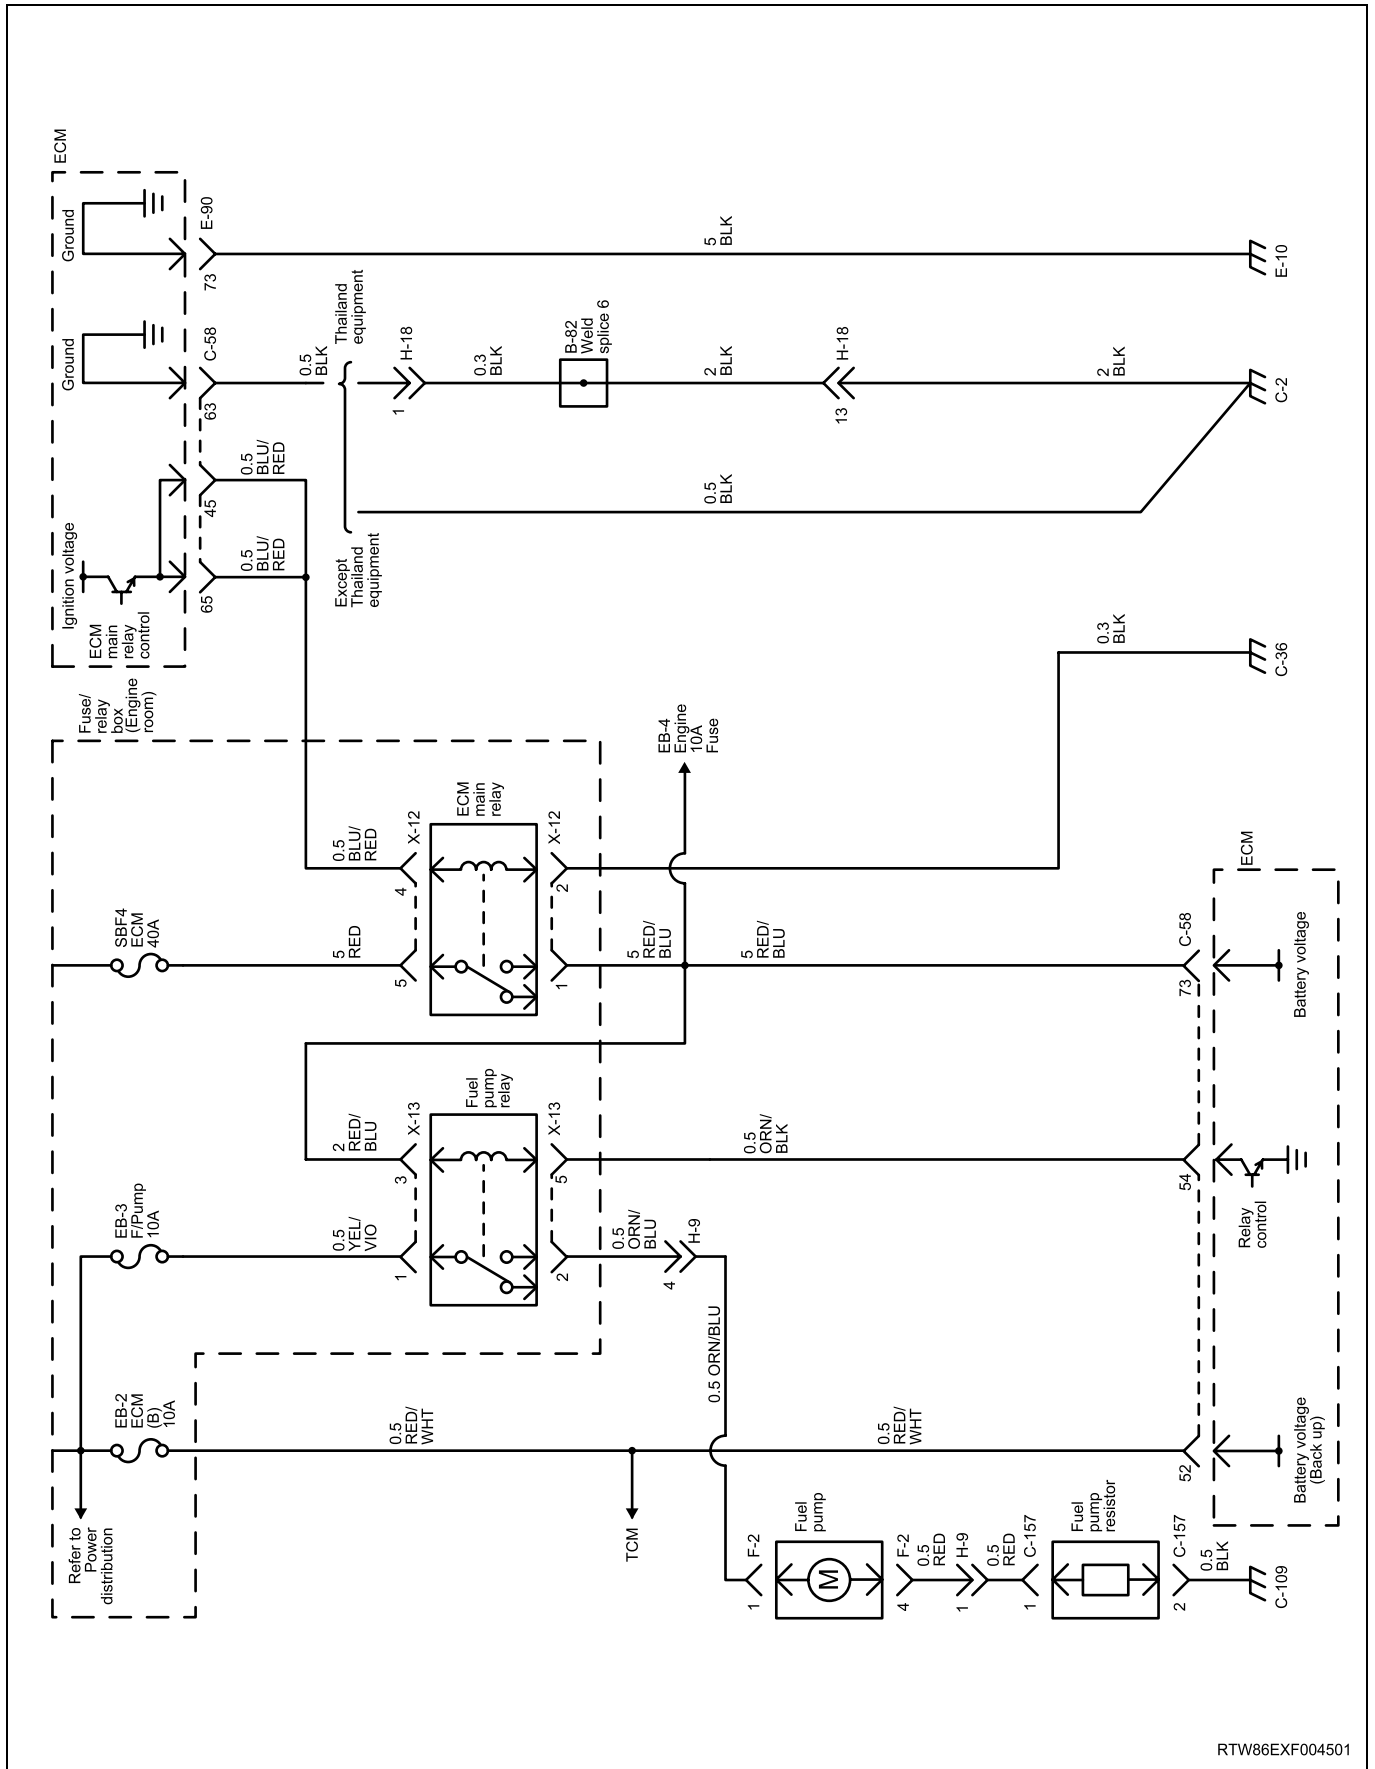 Refer to
Power
distribution
EB-2
ECM
(B)
10A
EB-3
F/Pump
10A
SBF4
ECM
40A
Fuse/
relay
box
(Engine
room)
ECM
main
relay
control
Ignition voltage
Ground
Ground
ECM
65
45
63
C-58
73
E-90
0.5
BLU/
RED
0.5
BLU/
RED
0.5
BLK
0.5
YEL/
VIO
2
RED/
BLU
5
RED
0.5
BLU/
RED
Except
Thailand
equipment
Thailand
equipment
0.5
RED/
WHT
1
3
X-13
5
4
X-12
1
H-18
Fuel
pump
relay
ECM
main
relay
0.3
BLK
2
5
X-13
1
2
X-12
B-82
Weld
splice 6
0.5
ORN/
BLU
5
RED/
BLU
TCM
4
H-9
EB-4
Engine
10A
Fuse
0.5 ORN/BLU
0.5
ORN/
BLK
5
RED/
BLU
0.5
BLK
2
BLK
5
BLK
1
F-2
Fuel
pump
M
13
H-18
4
F-2
0.5
RED
0.5
RED/
WHT
1
H-9
0.5
RED
1
C-157
Fuel
pump
resistor
2
C-157
0.3
BLK
2
BLK
52
54
73
C-58
0.5
BLK
Relay
control
ECM
C-109
Battery voltage
(Back up)
Battery voltage
C-36
C-2
E-10
RTW86EXF004501